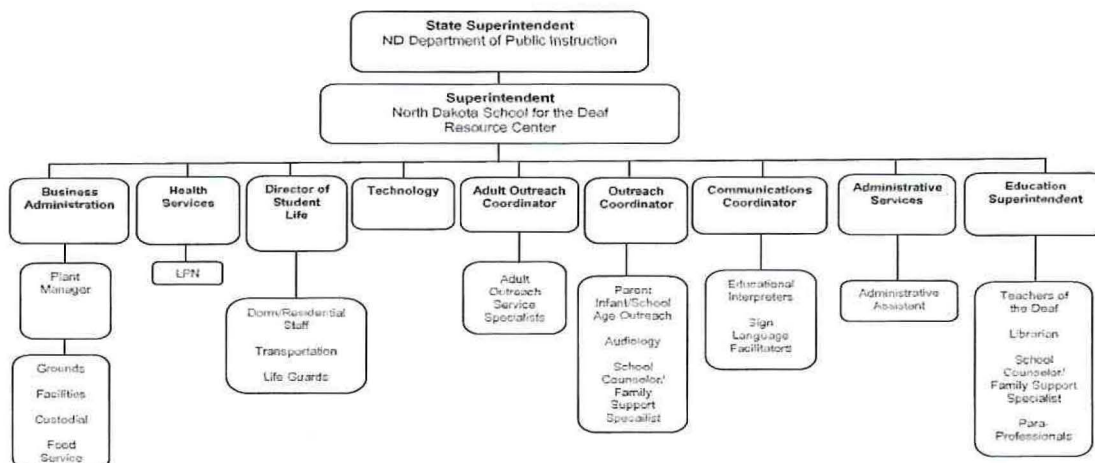 State Superintendent
ND Department of Public Instruction
Superintendent
North Dakota School for the Deaf
Resource Center
Business
Administration
Health
Services
Director of
Student
Life
Technology
Adult Outreach
Coordinator
Outreach
Coordinator
Communications
Coordinator
Administrative
Services
Education
Superintendent
Plant
Manager
Grounds
Facilities
Custodial
Food
Service
LPN
Dorm/Residential
Staff
Transportation
Life Guards
Adult
Outreach
Service
Specialists
Parent
Infant/School
Age Outreach
Audiology
School
Counselor/
Family
Support
Specialist
Educational
Interpreters
Sign
Language
Facilitators
Administrative
Assistant
Teachers of
the Deaf
Librarian
School
Counselor/
Family Support
Specialist
Para-
Professionals